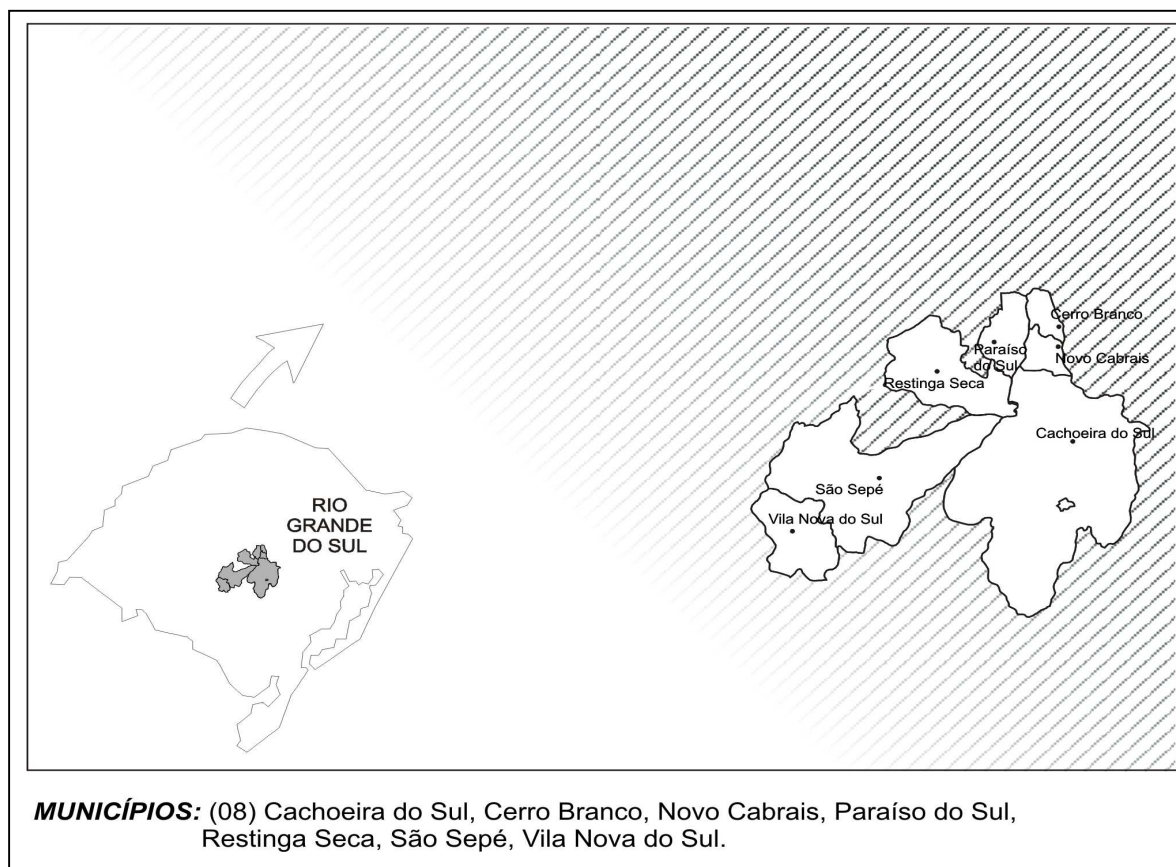 Cerro Branco
Paraíso
do Sul
Novo Cabrais
Restinga Seca
Cachoeira do Sul
São Sepé
Vila Nova do Sul
RIO
GRANDE
DO SUL
MUNICÍPIOS: (08) Cachoeira do Sul, Cerro Branco, Novo Cabrais, Paraíso do Sul,
Restinga Seca, São Sepé, Vila Nova do Sul.